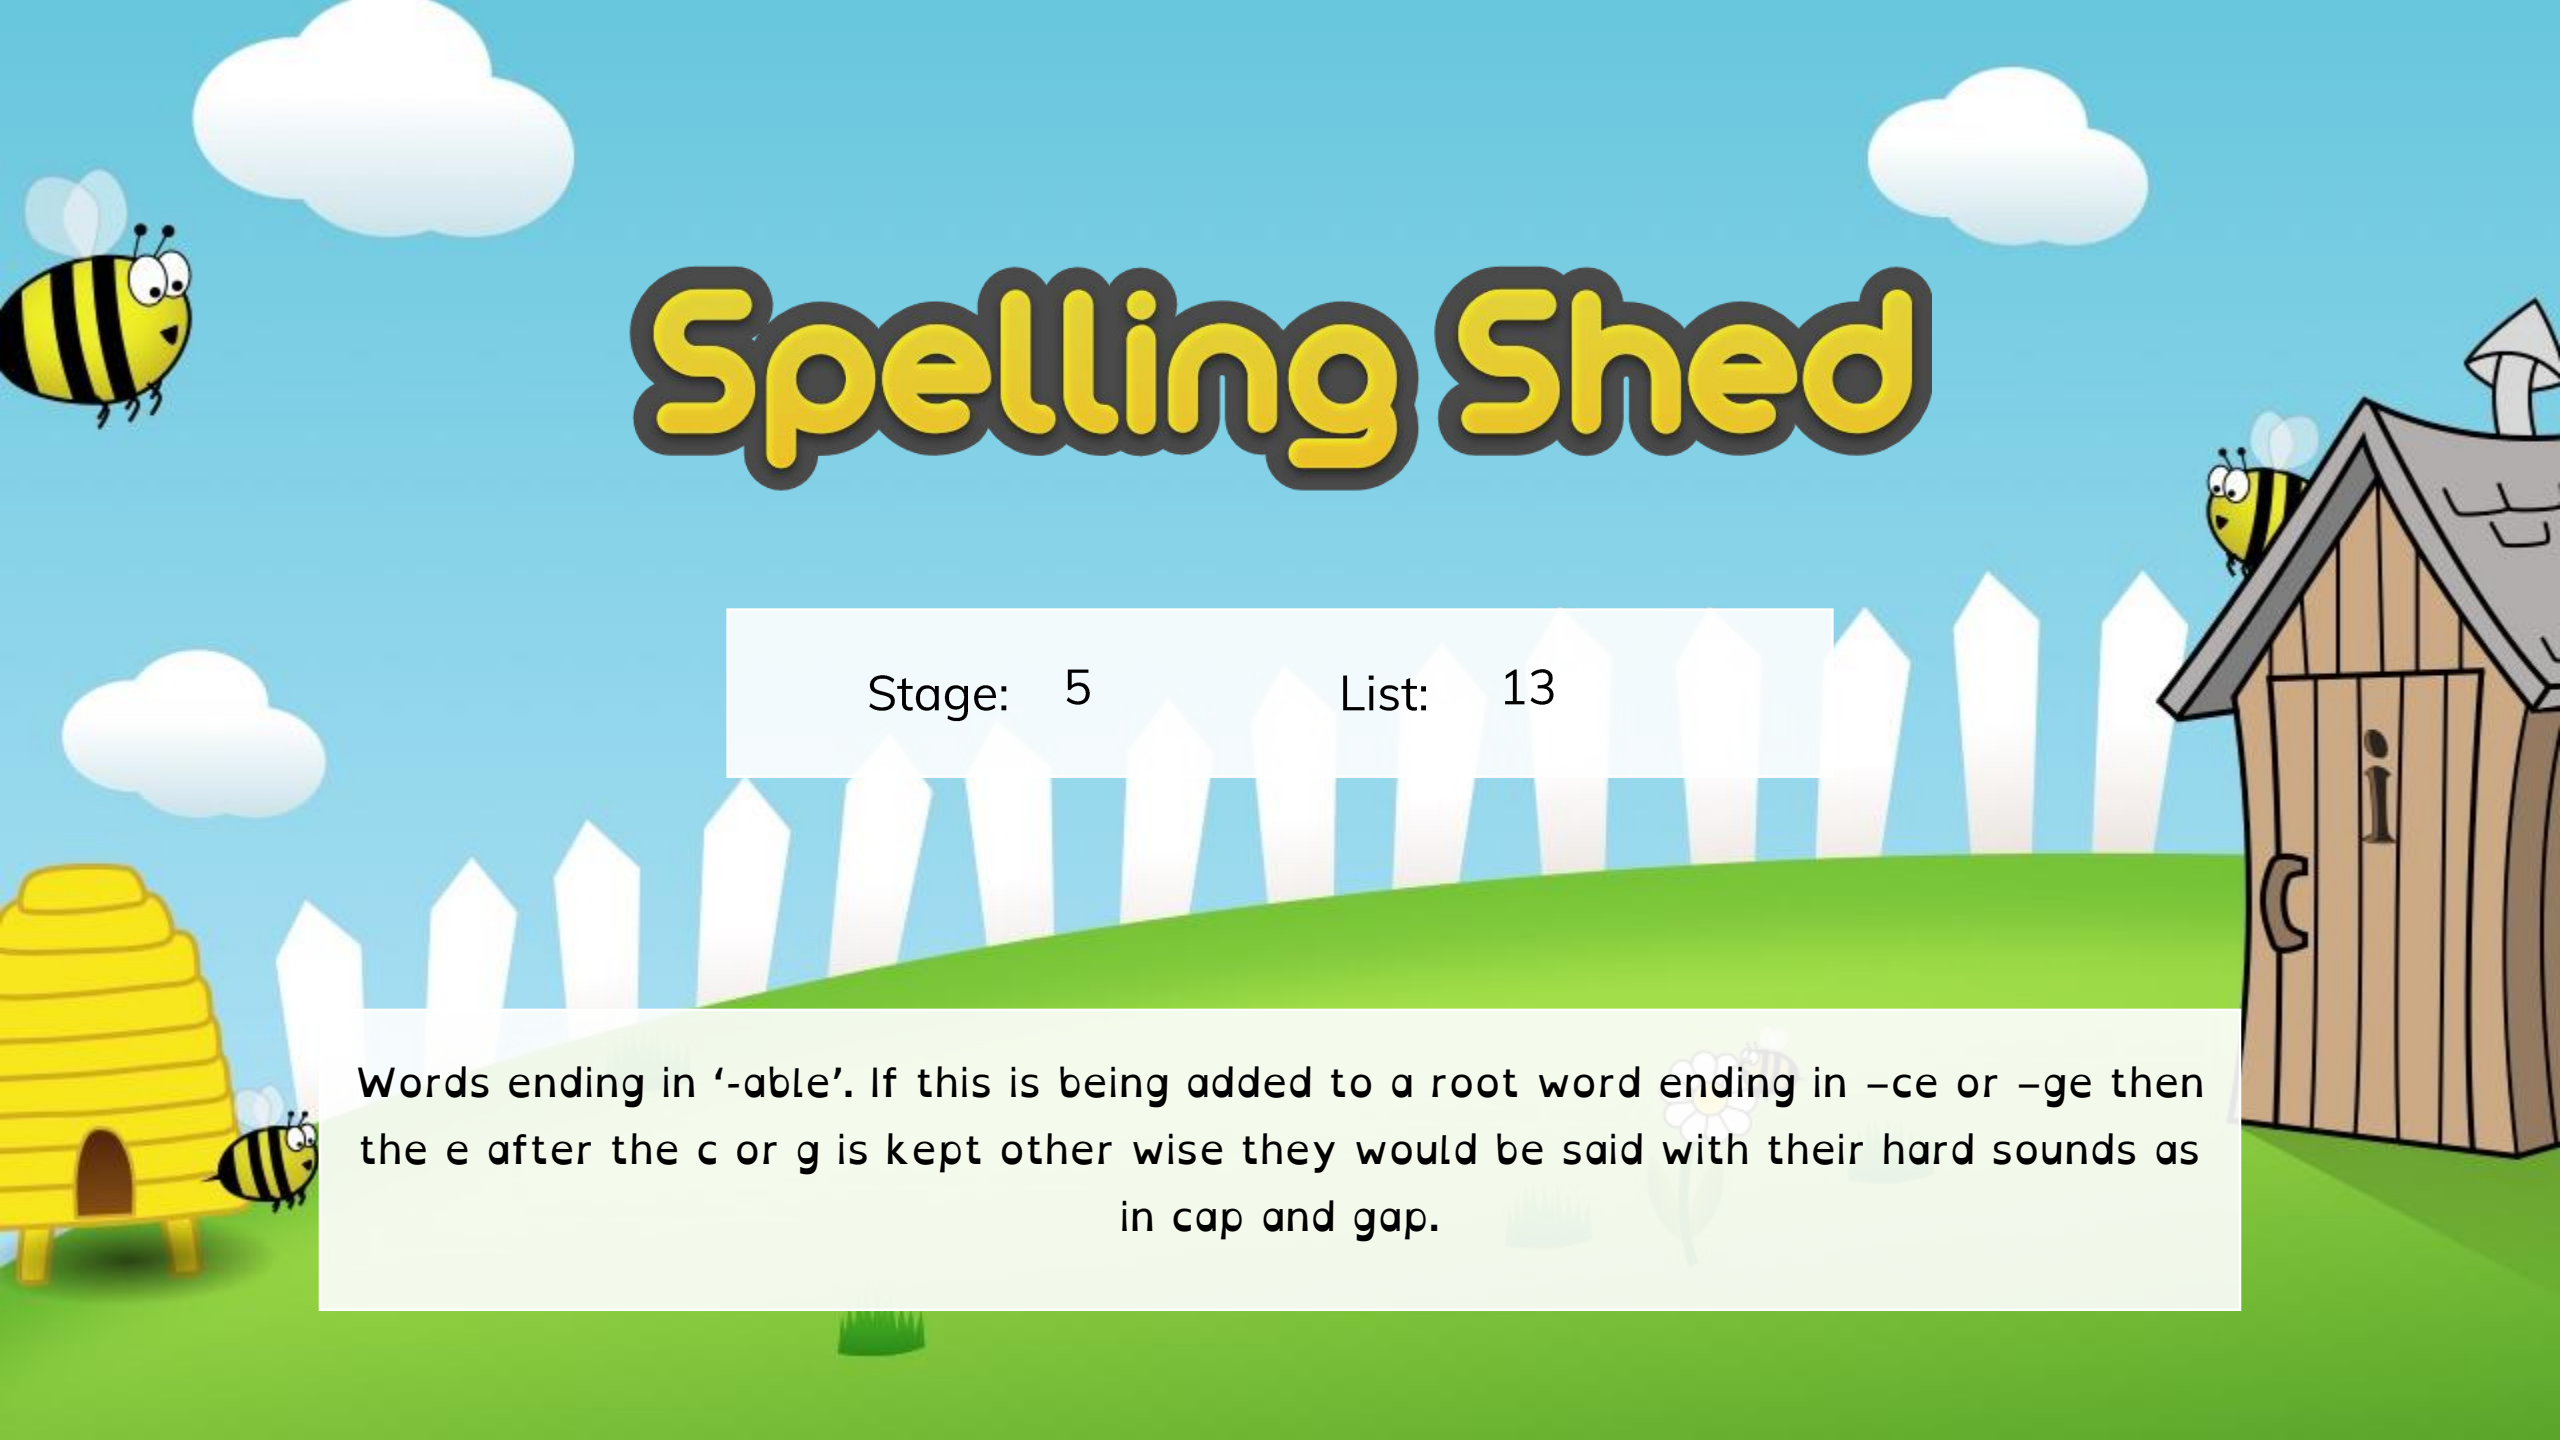 Spelling Shed
Stage: 5 List: 13
i
Words ending in ‘-able’. If this is being added to a root word ending in –ce or –ge then
the e after the c or g is kept other wise they would be said with their hard sounds as
in cap and gap.